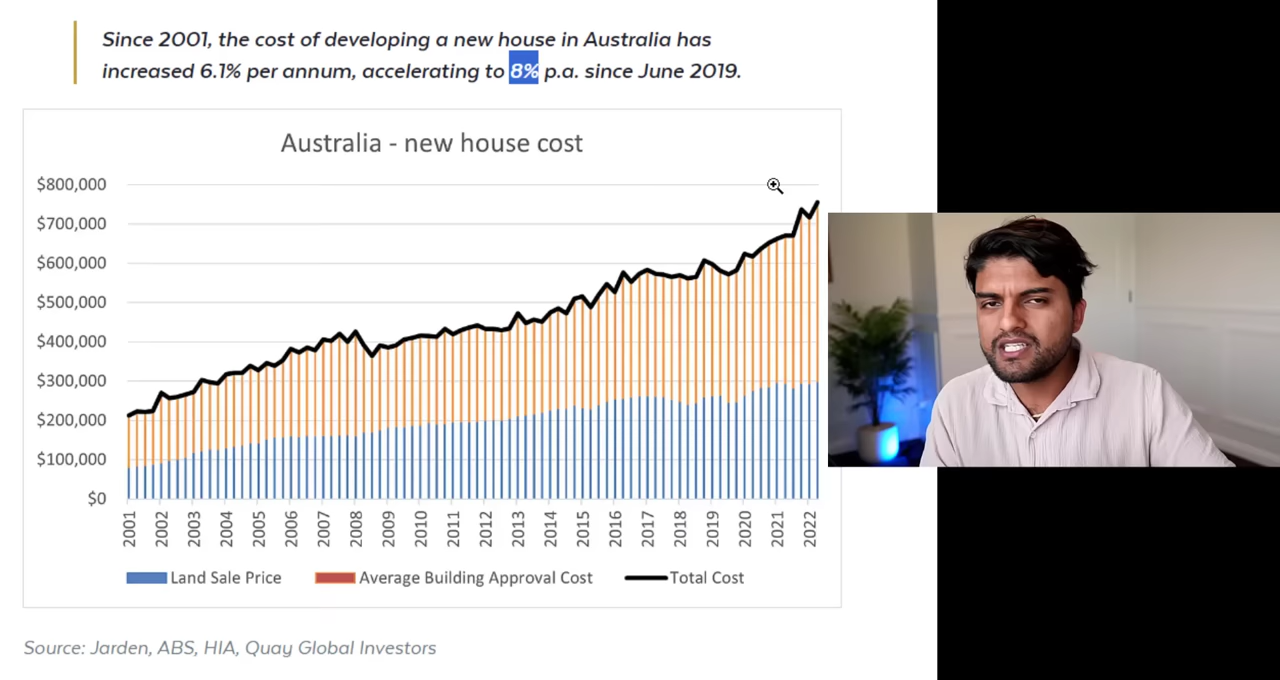 Since 2001, the cost of developing a new house in Australia has
increased 6.1% per annum, accelerating to 8% p.a. since June 2019.
Australia - new house cost
$800,000
$700,000
$600,000
$500,000
$400,000
$300,000
$200,000
$100,000
$0
2001 2002 2003 2004 2005 2006 2007 2008 2009 2010 2011 2012 2013 2014 2015 2016 2017 2018 2019 2020 2021 2022
Land Sale Price Average Building Approval Cost Total Cost
Source: Jarden, ABS, HIA, Quay Global Investors